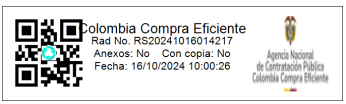 Colombia Compra Eficiente
Rad No. RS20241016014217
Anexos: No Con copia: No
Fecha: 16/10/2024 10:00:26
Agencia Nacional
de Contratación Pública
Colombia Compra Eficiente